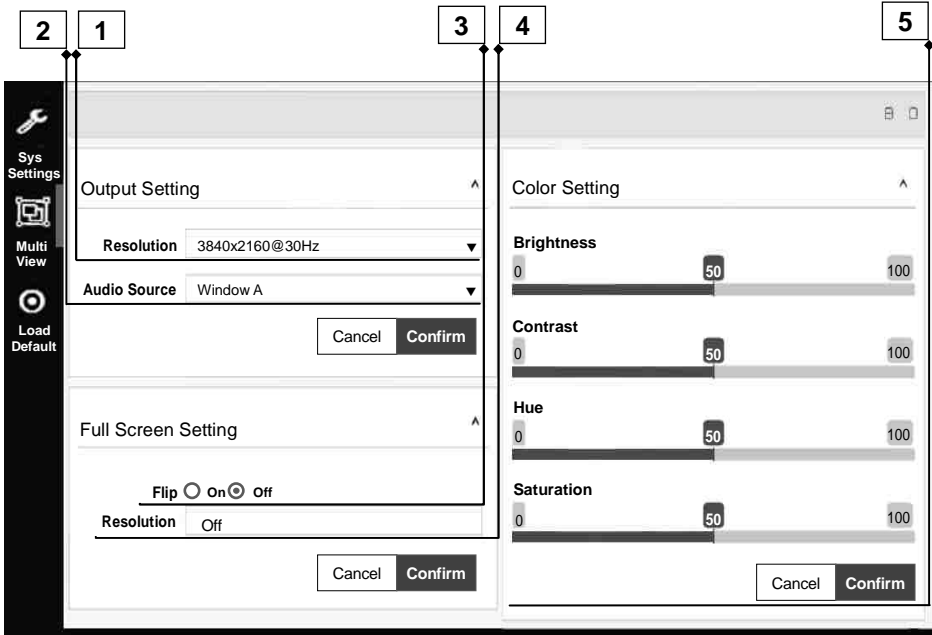 2 1 3 4 5
Sys
Settings
Multi
View
Load
Default
Output Setting ^
Resolution 3840x2160@30Hz ▼
Audio Source Window A ▼
Cancel Confirm
Full Screen Setting ^
Flip On Off
Resolution Off
Cancel Confirm
Color Setting ^
Brightness
0 50 100
Contrast
0 50 100
Hue
0 50 100
Saturation
0 50 100
Cancel Confirm